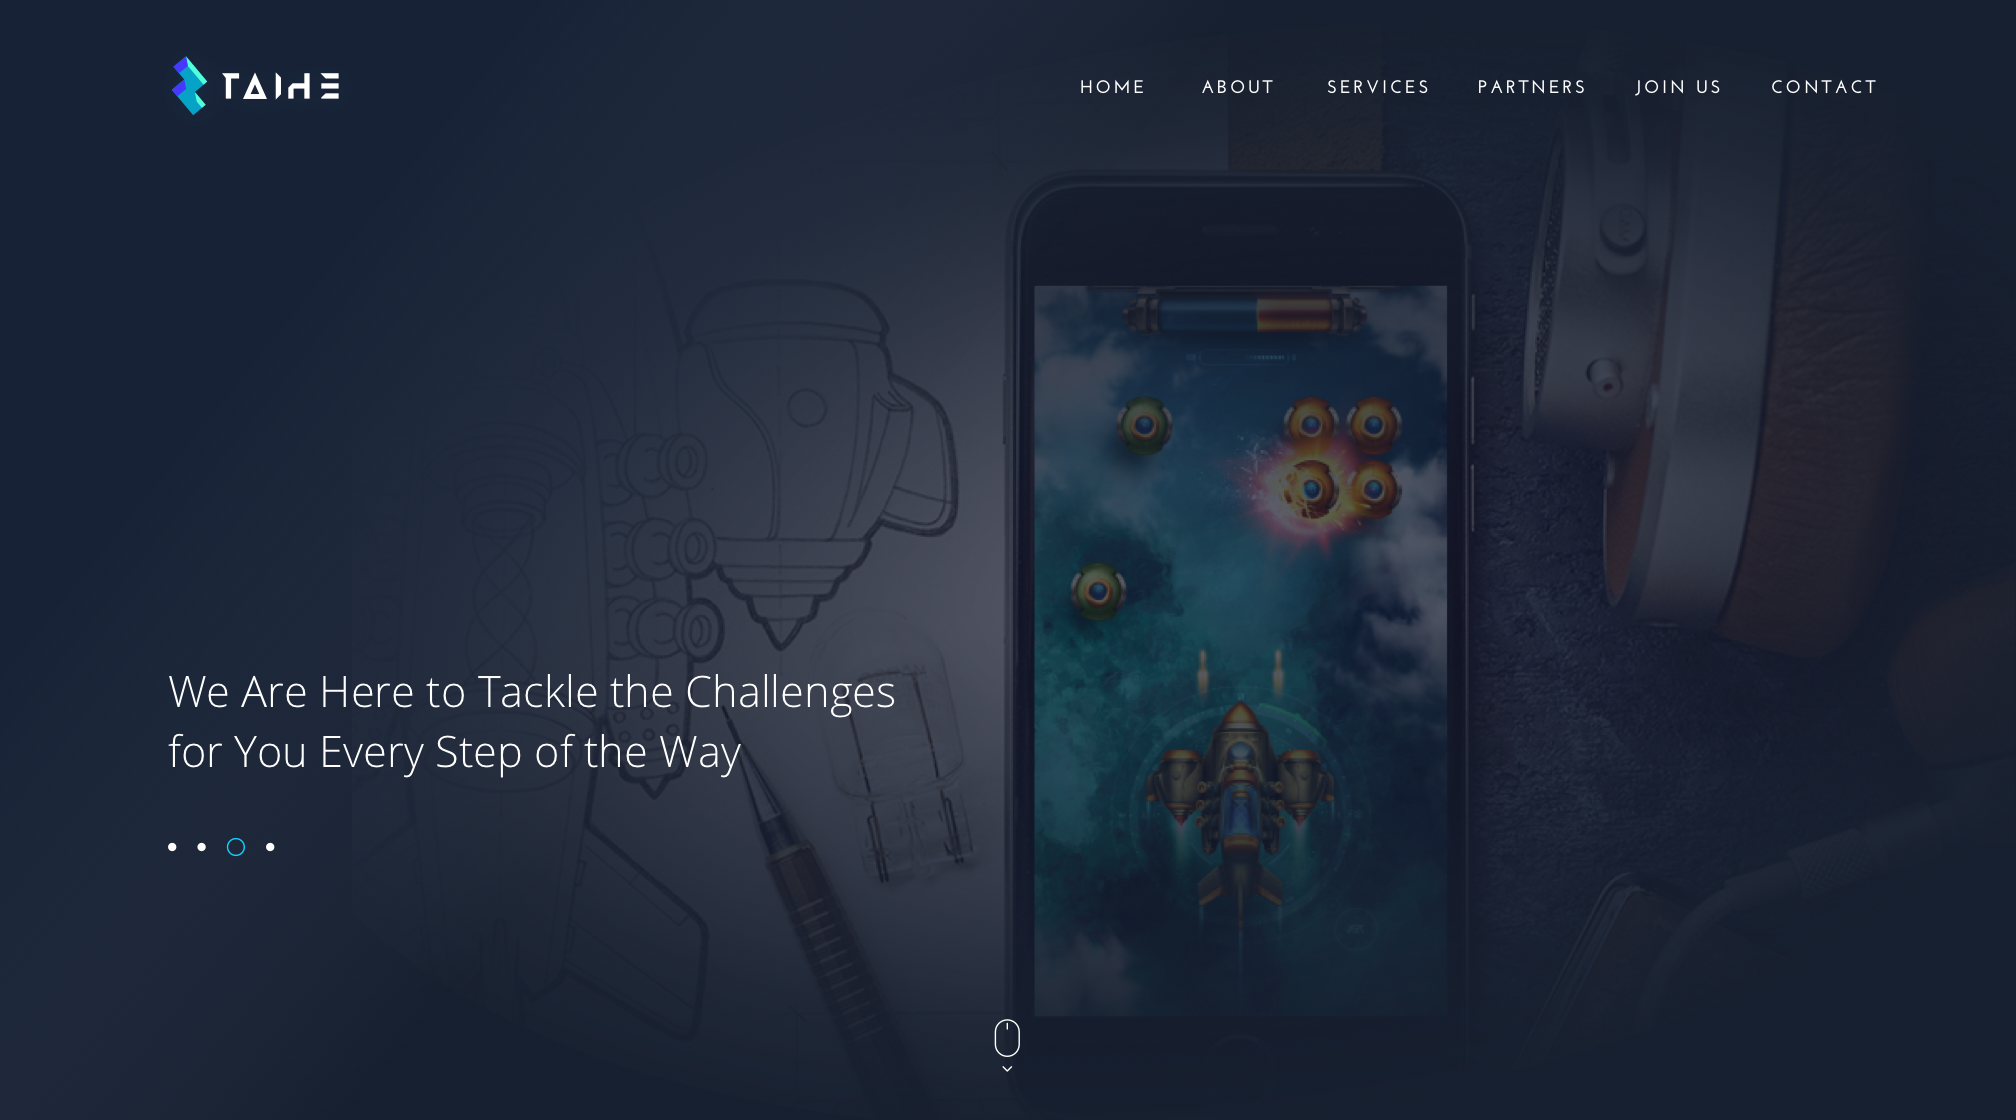 TAIHE
HOME ABOUT SERVICES PARTNERS JOIN US CONTACT
We Are Here to Tackle the Challenges
for You Every Step of the Way